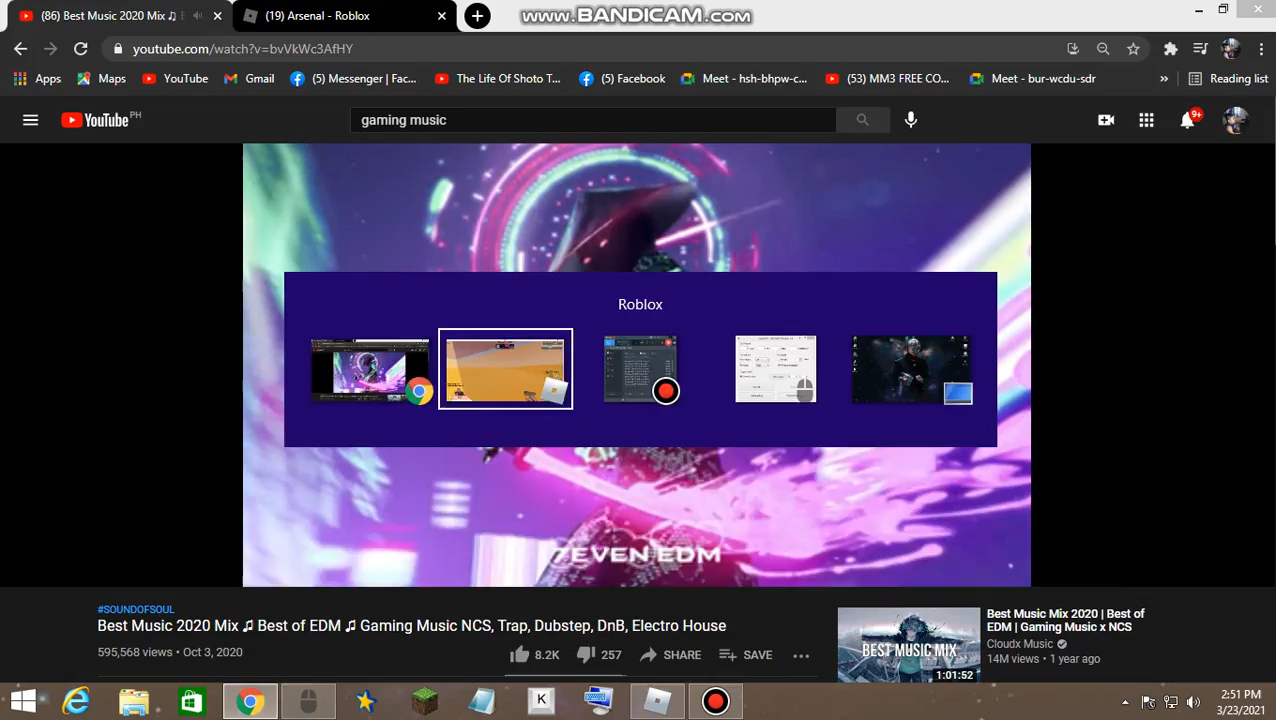 (86) Best Music 2020 Mix ♫
(19) Arsenal - Roblox
www.BANDICAM.com
youtube.com/watch?v=bvVkWc3AfHY
Apps
Maps
YouTube
Gmail
(5) Messenger | Fac...
The Life Of Shoto T...
(5) Facebook
Meet - hsh-bhpw-c...
(53) MM3 FREE CO...
Meet - bur-wcdu-sdr
»
Reading list
YouTube PH
gaming music
9+
Roblox
7EVEN EDM
#SOUNDOFSOUL
Best Music 2020 Mix ♫ Best of EDM ♫ Gaming Music NCS, Trap, Dubstep, DnB, Electro House
595,568 views • Oct 3, 2020
8.2K
257
SHARE
SAVE
BEST MUSIC MIX
1:01:52
Best Music Mix 2020 | Best of
EDM | Gaming Music x NCS
Cloudx Music
14M views • 1 year ago
K
2:51 PM
3/23/2021